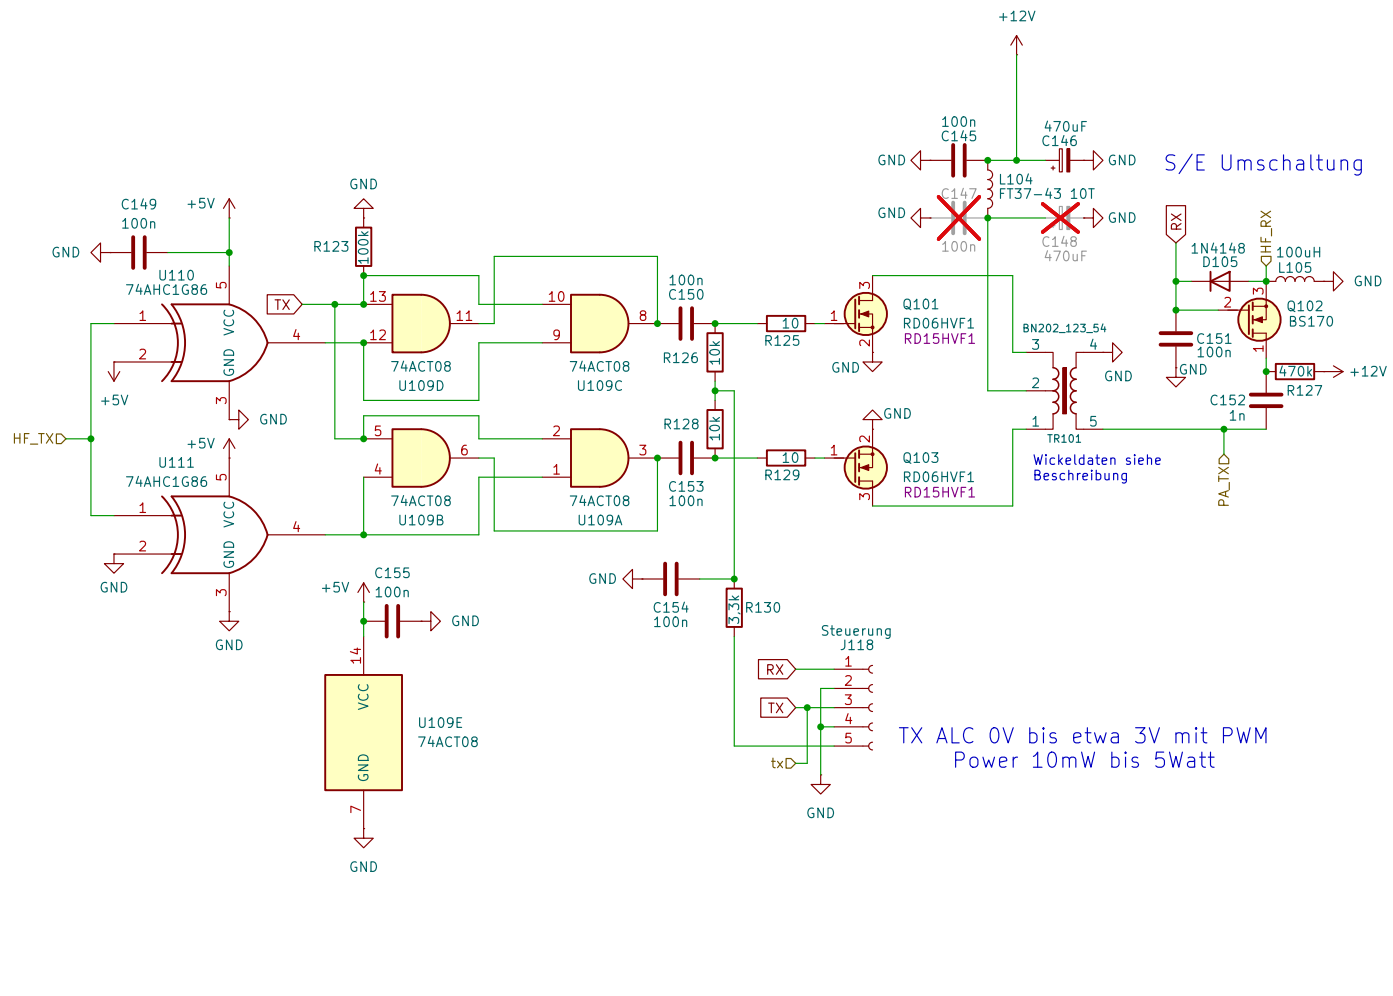 +12V
100n
C145
470uF
C146
GND
GND
S/E Umschaltung
L104
FT37-43 10T
C147
100n
GND
GND
C148
470uF
RX
HF_RX
1N4148
D105
100uH
L105
GND
3
2
1
Q102
BS170
C151
100n
GND
470k
+12V
R127
C152
1n
C149
100n
+5V
GND
U110
74AHC1G86
5
1
2
VCC
GND
4
3
+5V
GND
GND
R123
100k
TX
13
12
11
74ACT08
U109D
10
9
8
74ACT08
U109C
100n
C150
R126
10k
10
R125
3
1
2
Q101
RD06HVF1
RD15HVF1
GND
BN202_123_54
3
2
1
4
5
GND
TR101
Wickeldaten siehe
Beschreibung
PA_TX
HF_TX
+5V
U111
74AHC1G86
5
1
2
VCC
GND
4
3
GND
GND
5
4
6
74ACT08
U109B
2
1
3
74ACT08
U109A
R128
10k
C153
100n
10
R129
GND
2
1
3
Q103
RD06HVF1
RD15HVF1
+5V
C155
100n
GND
14
VCC
GND
7
U109E
74ACT08
GND
GND
C154
100n
3,3k
R130
Steuerung
J118
RX
TX
tx
1
2
3
4
5
GND
TX ALC 0V bis etwa 3V mit PWM
Power 10mW bis 5Watt